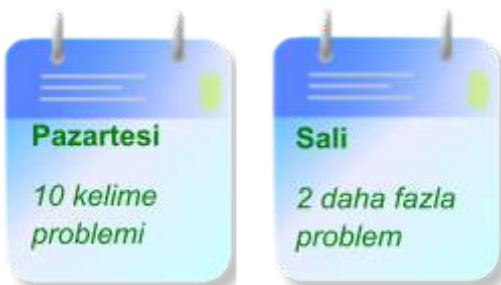 Pazartesi
10 kelime
problemi
Sali
2 daha fazla
problem